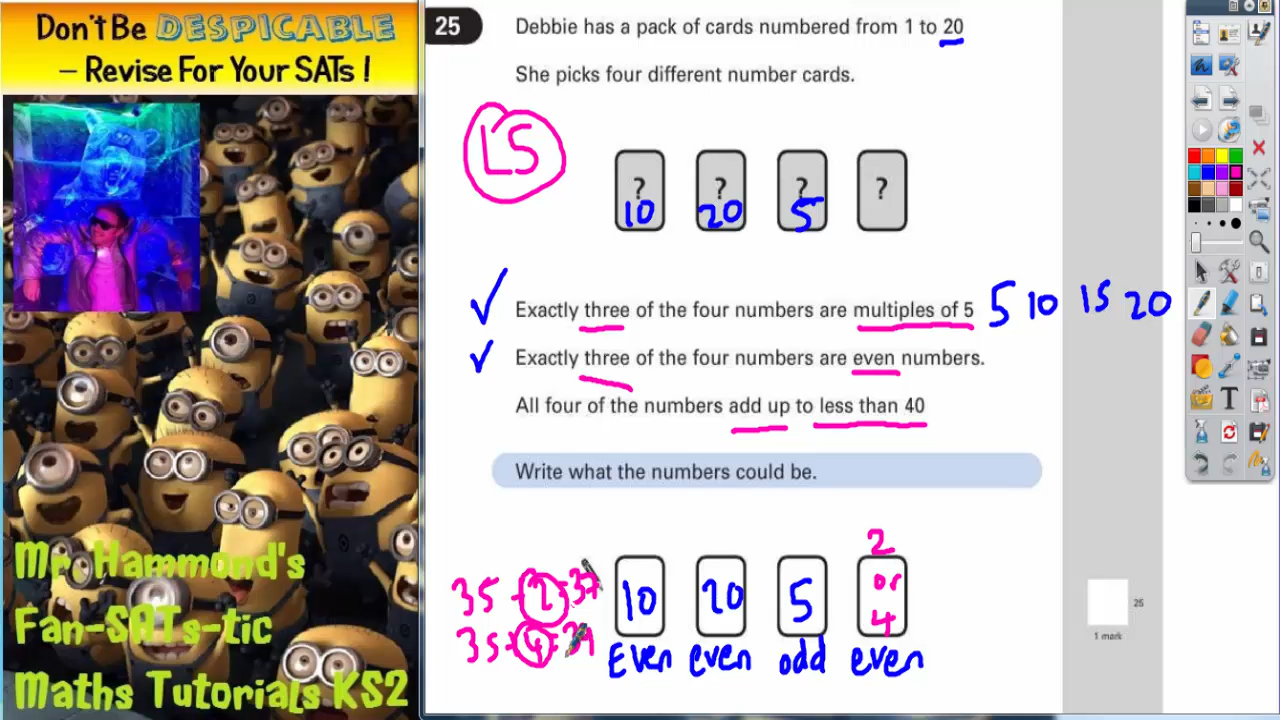 Don't Be DESPICABLE
– Revise For Your SATs !
25
Debbie has a pack of cards numbered from 1 to 20
She picks four different number cards.
LS
? ? ? ?
10 20 5
Exactly three of the four numbers are multiples of 5
5 10 15 20
Exactly three of the four numbers are even numbers.
All four of the numbers add up to less than 40
Write what the numbers could be.
2
or
4
10 20 5
35 2 37
35 4 39
Even even odd even
25
1 mark
Mr Hammond's
Fan-SATs-tic
Maths Tutorials KS2